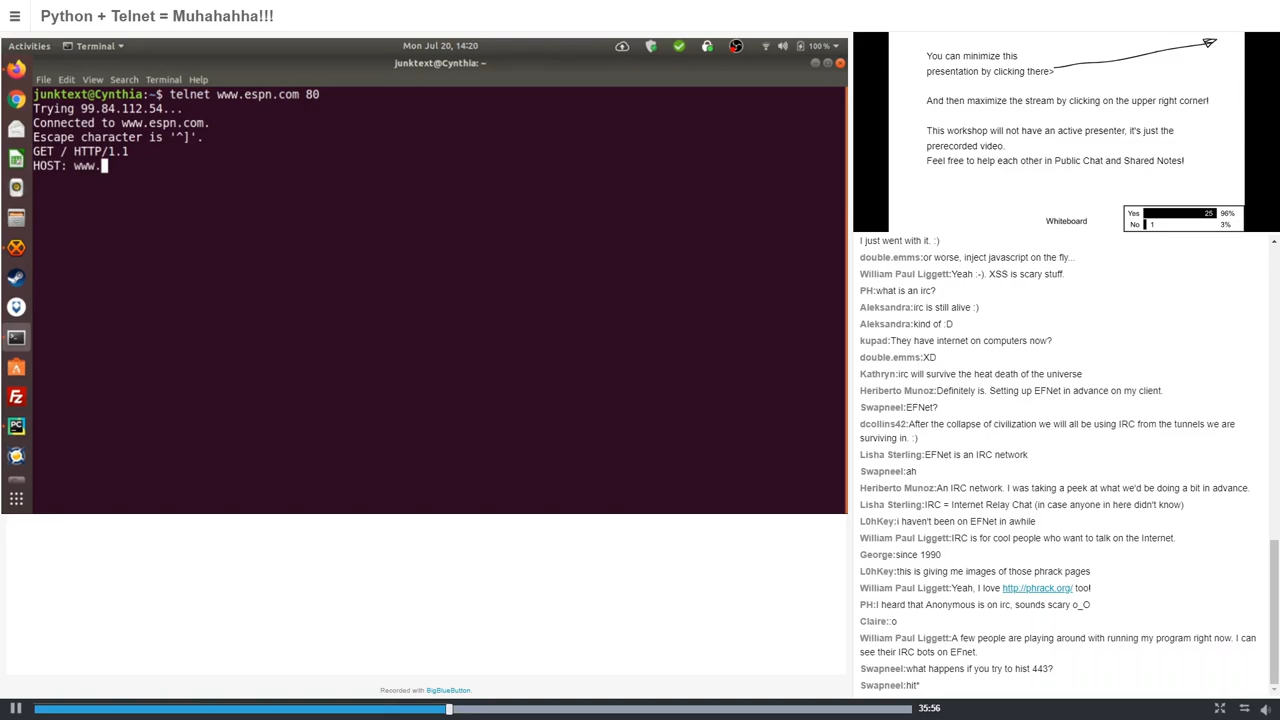 Python + Telnet = Muhahahha!!!
Activities
Terminal
Mon Jul 20, 14:20
100%
junktext@Cynthia: ~
File Edit View Search Terminal Help
junktext@Cynthia:~$ telnet www.espn.com 80
Trying 99.84.112.54...
Connected to www.espn.com.
Escape character is '^]'.
GET / HTTP/1.1
HOST: www.
You can minimize this
presentation by clicking there>
And then maximize the stream by clicking on the upper right corner!
This workshop will not have an active presenter, it's just the
prerecorded video.
Feel free to help each other in Public Chat and Shared Notes!
Whiteboard
Yes 25 96%
No 1 3%
I just went with it. :)
double.emms:or worse, inject javascript on the fly...
William Paul Liggett:Yeah :-). XSS is scary stuff.
PH:what is an irc?
Aleksandra:irc is still alive :)
Aleksandra:kind of :D
kupad:They have internet on computers now?
double.emms:XD
Kathryn:irc will survive the heat death of the universe
Heriberto Munoz:Definitely is. Setting up EFNet in advance on my client.
Swapneel:EFNet?
dcollins42:After the collapse of civilization we will all be using IRC from the tunnels we are
surviving in. :)
Lisha Sterling:EFNet is an IRC network
Swapneel:ah
Heriberto Munoz:An IRC network. I was taking a peek at what we'd be doing a bit in advance.
Lisha Sterling:IRC = Internet Relay Chat (in case anyone in here didn't know)
L0hKey:i haven't been on EFNet in awhile
William Paul Liggett:IRC is for cool people who want to talk on the Internet.
George:since 1990
L0hKey:this is giving me images of those phrack pages
William Paul Liggett:Yeah, I love http://phrack.org/ too!
PH:I heard that Anonymous is on irc, sounds scary o_O
Claire::o
William Paul Liggett:A few people are playing around with running my program right now. I can
see their IRC bots on EFnet.
Swapneel:what happens if you try to hist 443?
Swapneel:hit*
Recorded with BigBlueButton.
35:56